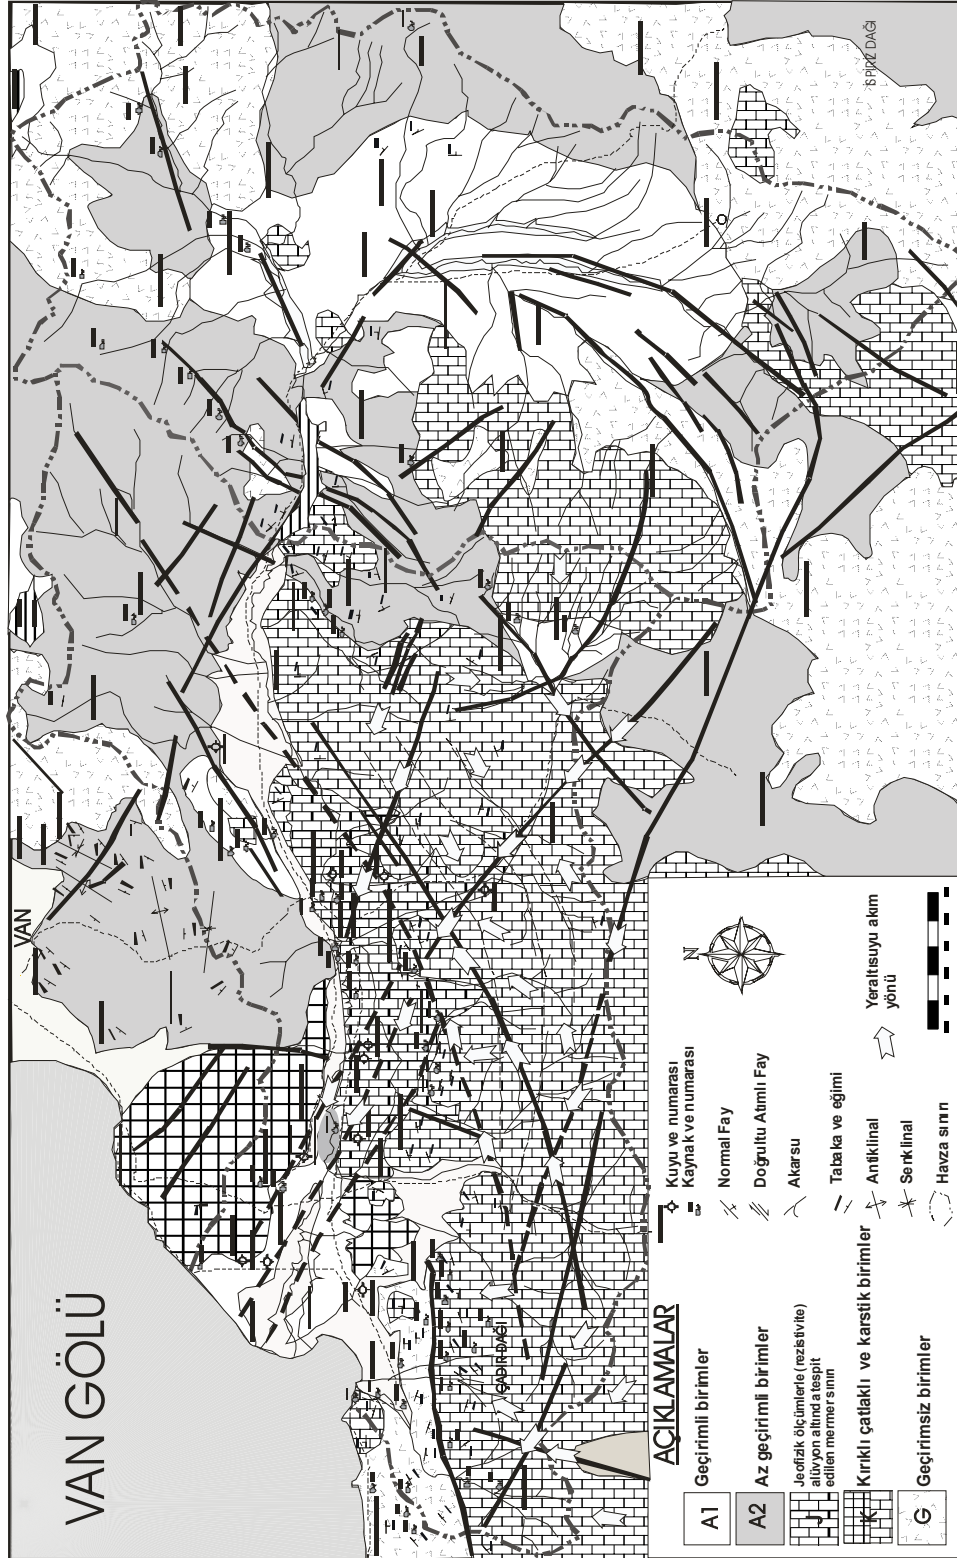 VAN GÖLÜ
VAN
İSPİRİZ DAĞI
ÇADIR DAĞI
AÇIKLAMALAR
A1
Geçirimli birimler
A2
Az geçirimli birimler
J
Jeofizik ölçümlerle (rezistivite)
alüvyon altında tespit
edilen mermer sınırı
K
Kırıklı çatlaklı ve karstik birimler
G
Geçirimsiz birimler
Kuyu ve numarası
Kaynak ve numarası
Normal Fay
Doğrultu Atımlı Fay
Akarsu
Tabaka ve eğimi
Antiklinal
Senklinal
Havza sınırı
N
Yeraltısuyu akım
yönü